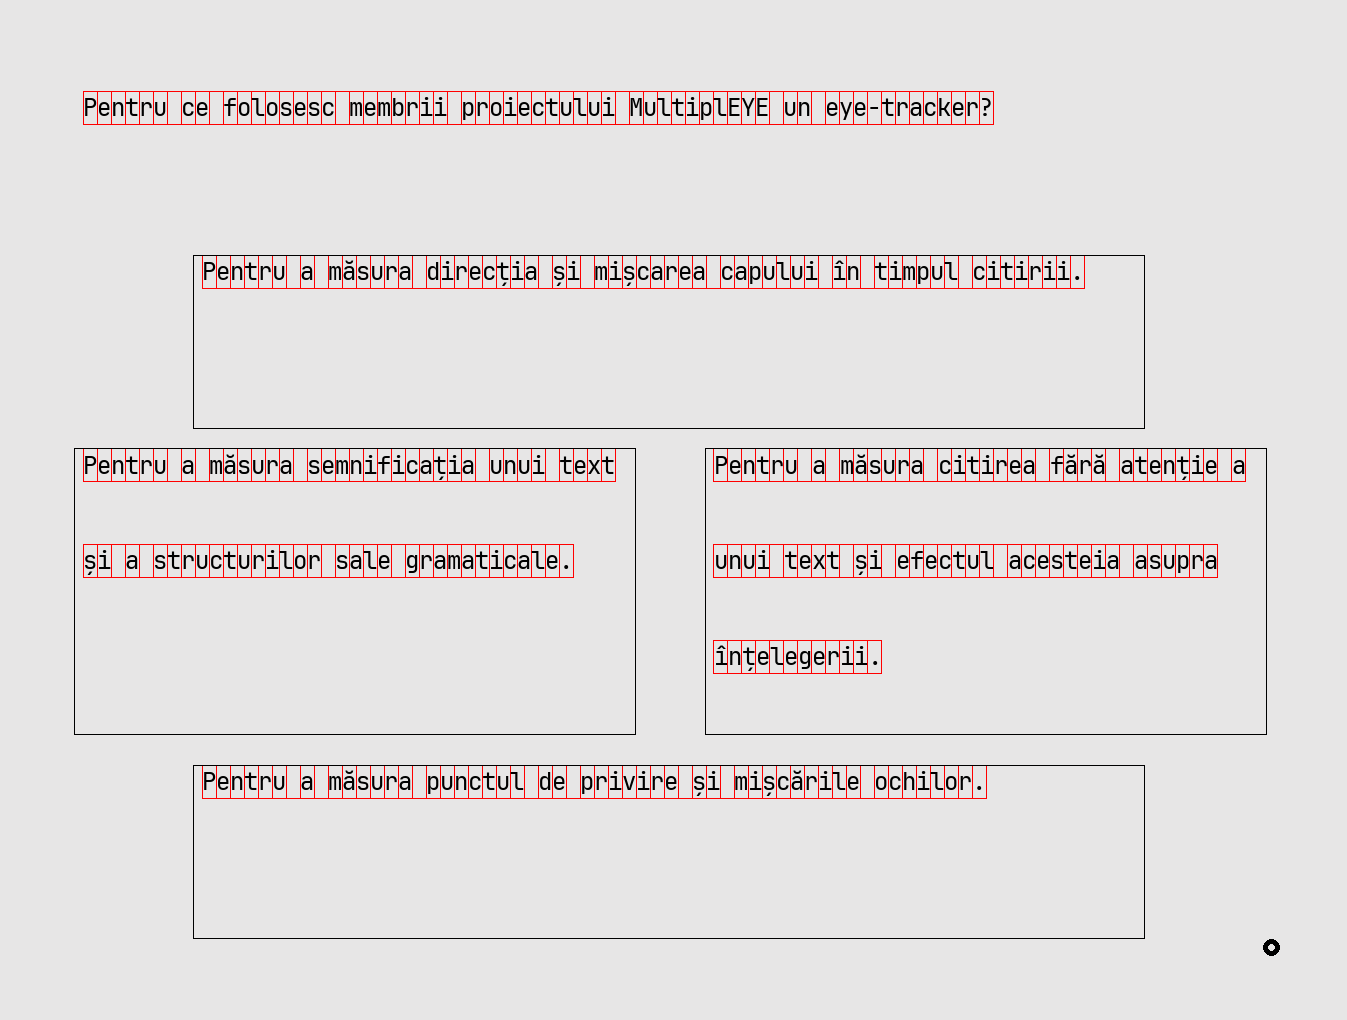 Pentru ce folosesc membrii proiectului MultiplEYE un eye-tracker?
Pentru a măsura direcția și mișcarea capului în timpul citirii.
Pentru a măsura semnificația unui text
și a structurilor sale gramaticale.
Pentru a măsura citirea fără atenție a
unui text și efectul acesteia asupra
înțelegerii.
Pentru a măsura punctul de privire și mișcările ochilor.